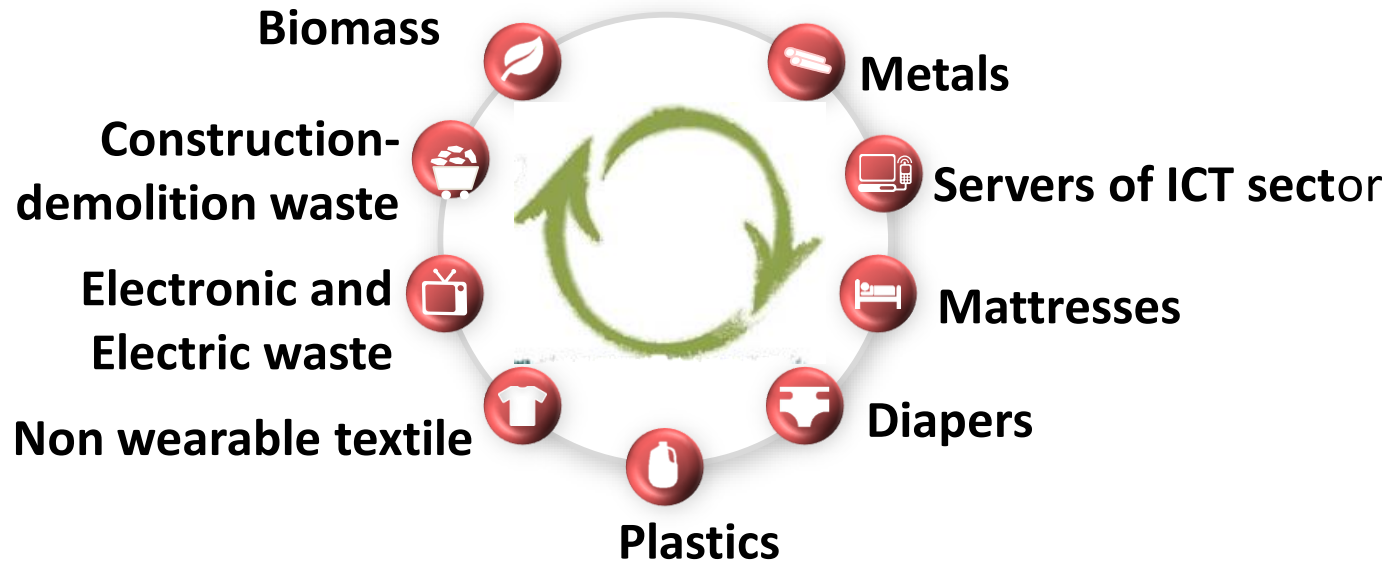 Biomass
Metals
Construction-
demolition waste
Servers of ICT sector
Electronic and
Electric waste
Mattresses
Non wearable textile
Diapers
Plastics